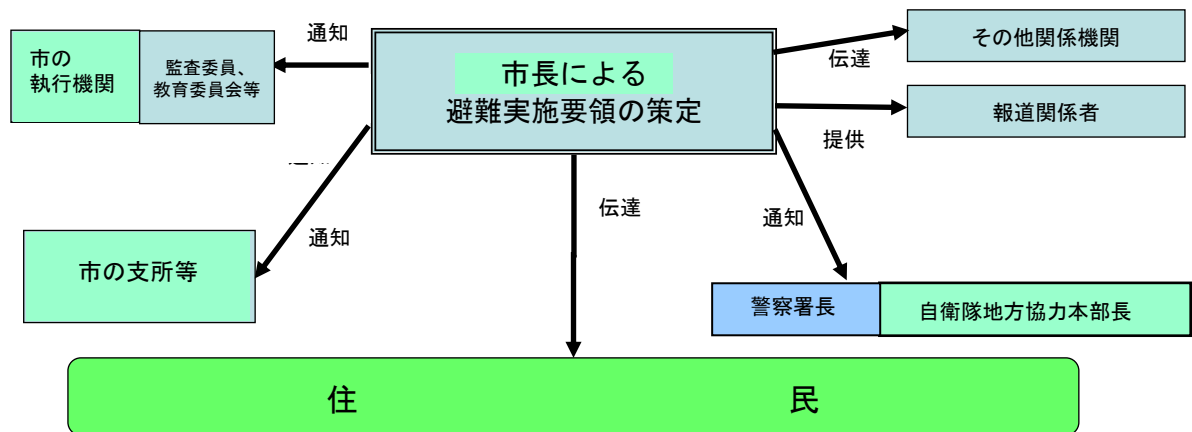 通知
その他関係機関
市の
執行機関
監査委員、
教育委員会等
市長による
避難実施要領の策定
伝達
報道関係者
提供
伝達
通知
通知
市の支所等
警察署長
自衛隊地方協力本部長
住民